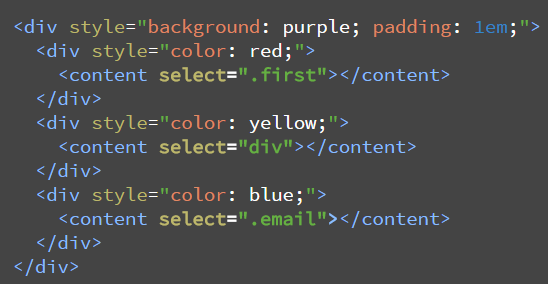 <div style="background: purple; padding: 1em;">
  <div style="color: red;">
    <content select=".first"></content>
  </div>
  <div style="color: yellow;">
    <content select="div"></content>
  </div>
  <div style="color: blue;">
    <content select=".email"></content>
  </div>
</div>